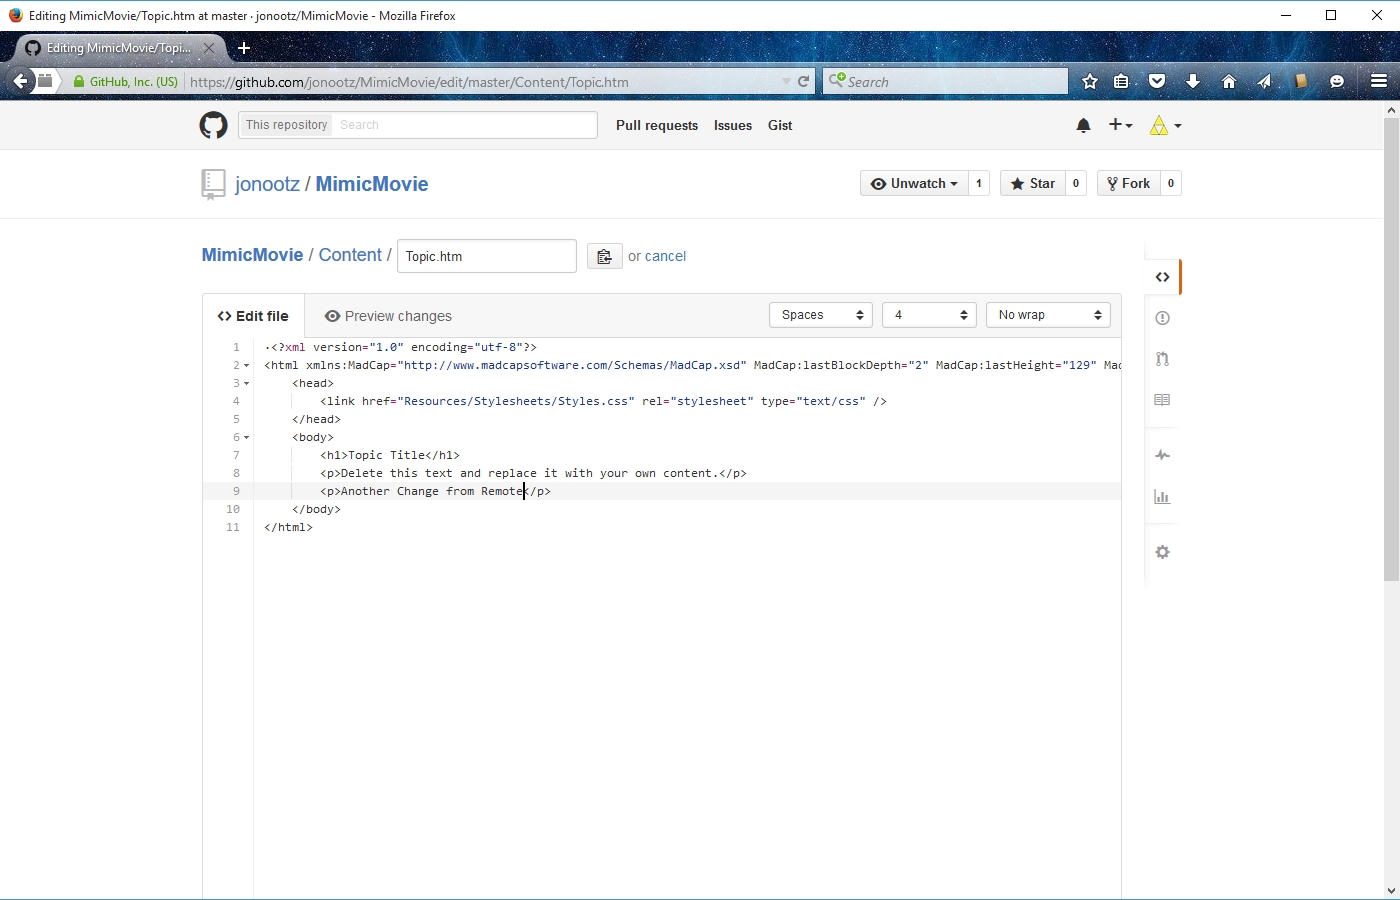 Editing MimicMovie/Topic.htm at master · jonootz/MimicMovie - Mozilla Firefox
Editing MimicMovie/Topi...
GitHub, Inc. (US) https://github.com/jonootz/MimicMovie/edit/master/Content/Topic.htm Search
This repository Search Pull requests Issues Gist
jonootz / MimicMovie Unwatch 1 Star 0 Fork 0
MimicMovie / Content / Topic.htm or cancel
<> Edit file Preview changes Spaces 4 No wrap
1 ·<?xml version="1.0" encoding="utf-8"?>
2 <html xmlns:MadCap="http://www.madcapsoftware.com/Schemas/MadCap.xsd" MadCap:lastBlockDepth="2" MadCap:lastHeight="129" Mad
3 <head>
4 <link href="Resources/Stylesheets/Styles.css" rel="stylesheet" type="text/css" />
5 </head>
6 <body>
7 <h1>Topic Title</h1>
8 <p>Delete this text and replace it with your own content.</p>
9 <p>Another Change from Remote</p>
10 </body>
11 </html>